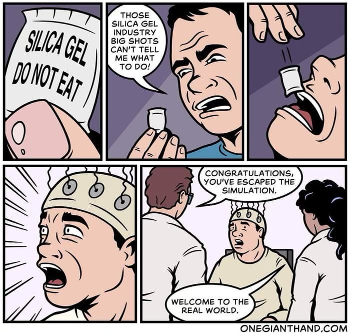 SILICA GEL
DO NOT EAT
THOSE
SILICA GEL
INDUSTRY
BIG SHOTS
CAN'T TELL
ME WHAT
TO DO!
CONGRATULATIONS,
YOU'VE ESCAPED THE
SIMULATION.
WELCOME TO THE
REAL WORLD.
ONEGIANTHAND.COM